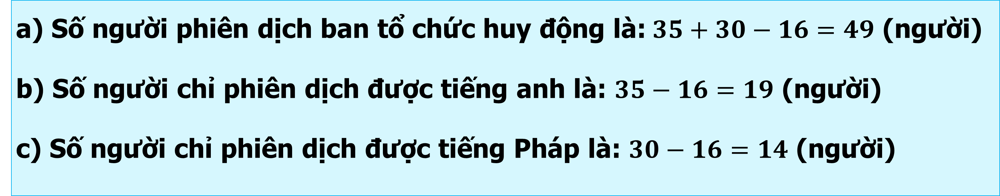 a) Số người phiên dịch ban tổ chức huy động là: 35 + 30 − 16 = 49 (người)
b) Số người chỉ phiên dịch được tiếng anh là: 35 − 16 = 19 (người)
c) Số người chỉ phiên dịch được tiếng Pháp là: 30 − 16 = 14 (người)